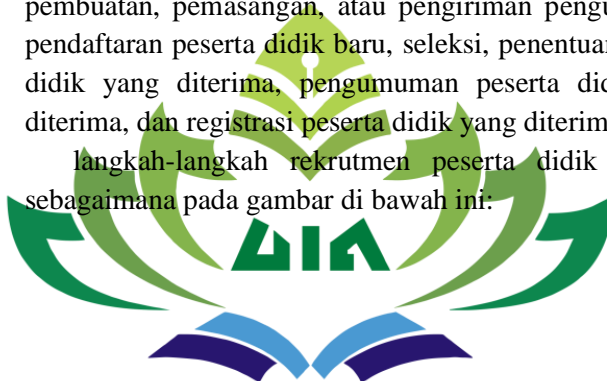 pembuatan, pemasangan, atau pengiriman pengu
pendaftaran peserta didik baru, seleksi, penentuan
didik yang diterima, pengumuman peserta did
diterima, dan registrasi peserta didik yang diterim
langkah-langkah rekrutmen peserta didik
sebagaimana pada gambar di bawah ini:
UIN